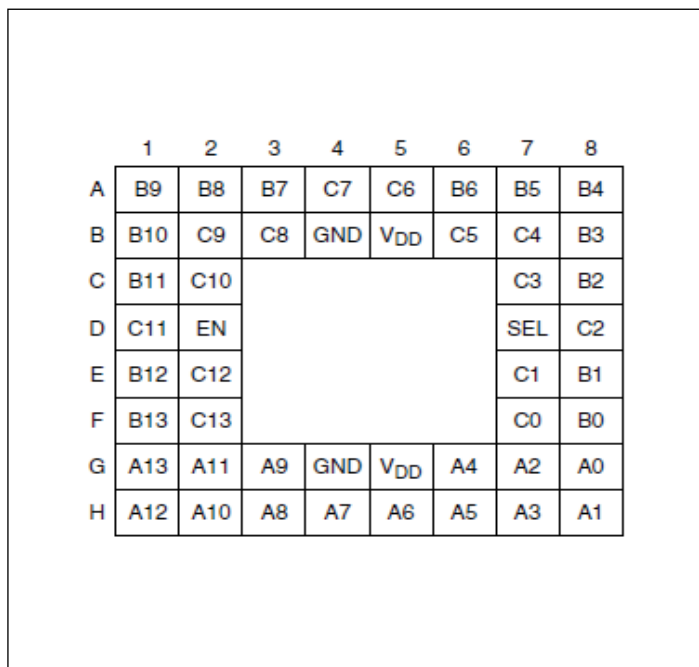 1 2 3 4 5 6 7 8
A B9 B8 B7 C7 C6 B6 B5 B4
B B10 C9 C8 GND VDD C5 C4 B3
C B11 C10 C3 B2
D C11 EN SEL C2
E B12 C12 C1 B1
F B13 C13 C0 B0
G A13 A11 A9 GND VDD A4 A2 A0
H A12 A10 A8 A7 A6 A5 A3 A1